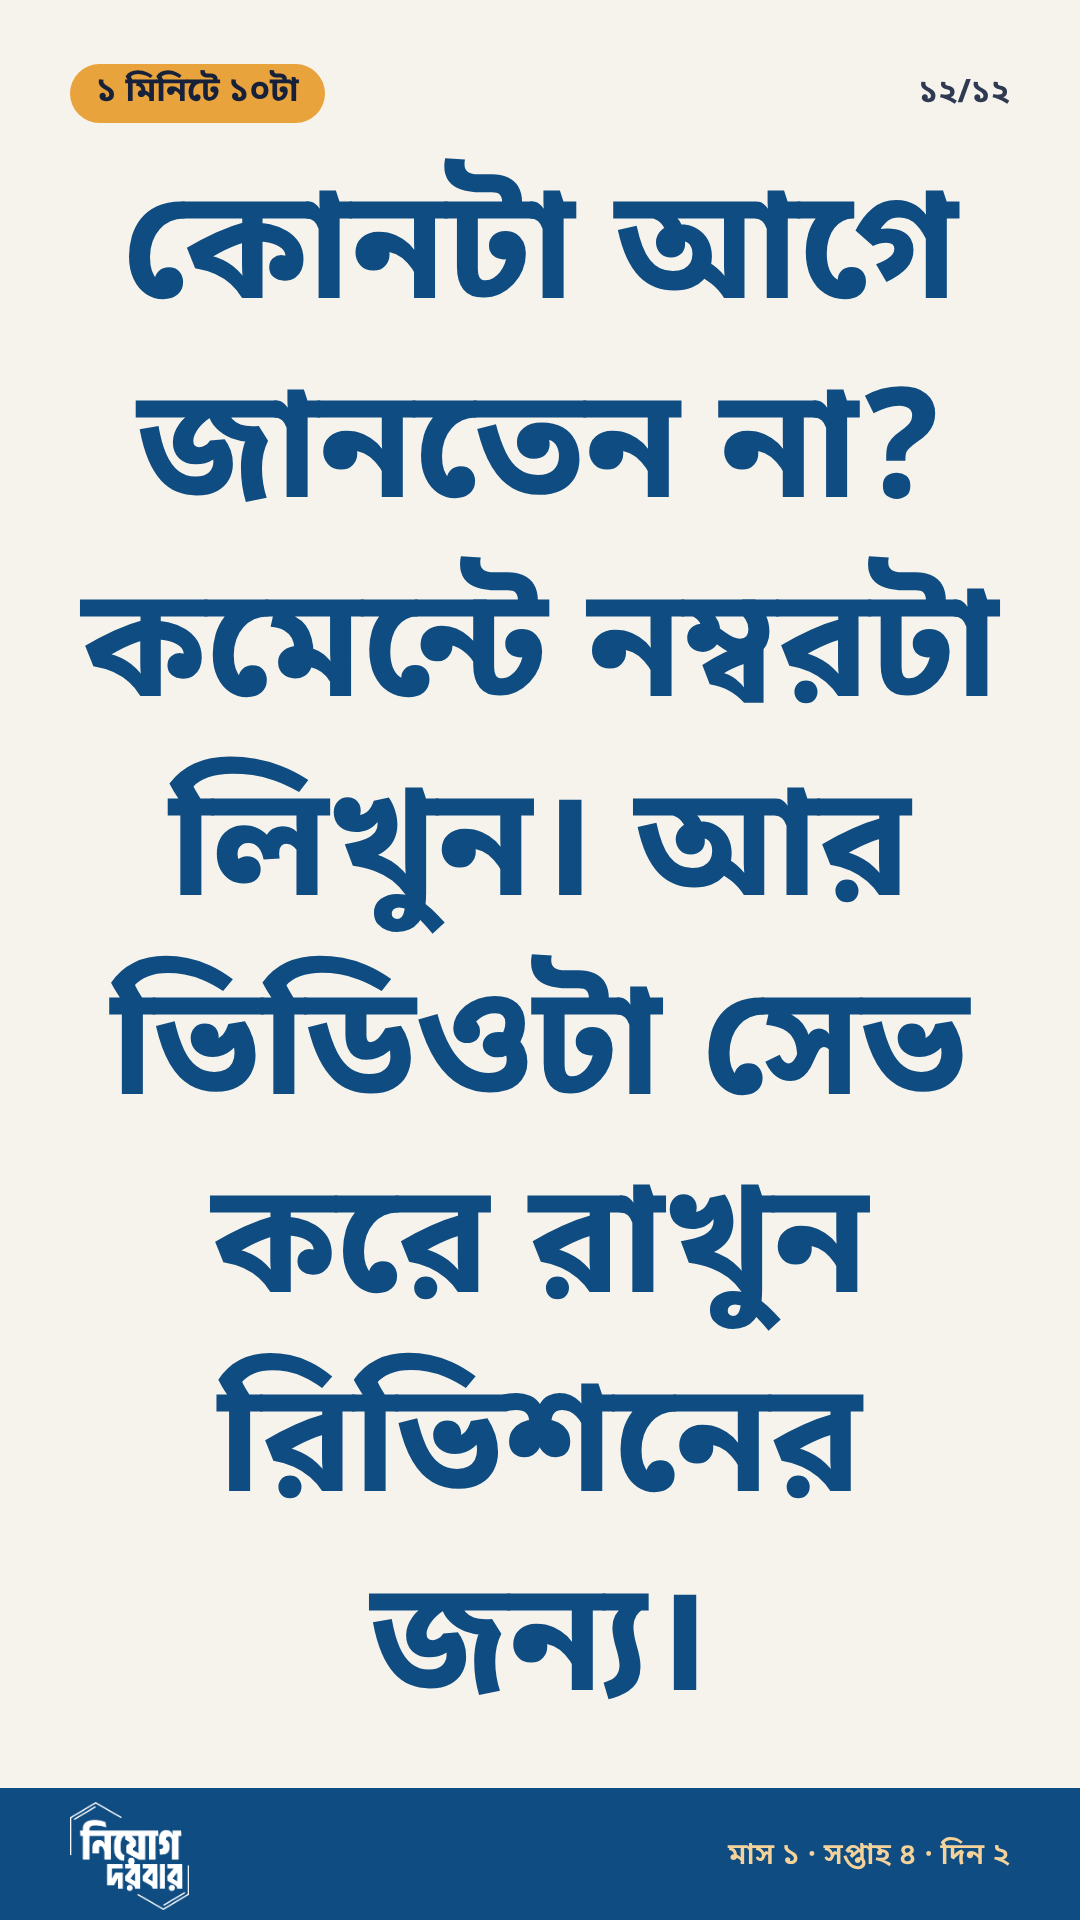 ১ মিনিটে ১০টা
১২/১২
কোনটা আগে
জানতেন না?
কমেন্টে নম্বরটা
লিখুন। আর
ভিডিওটা সেভ
করে রাখুন
রিভিশনের
জন্য।
নিয়োগ
দরবার
মাস ১ · সপ্তাহ ৪ · দিন ২